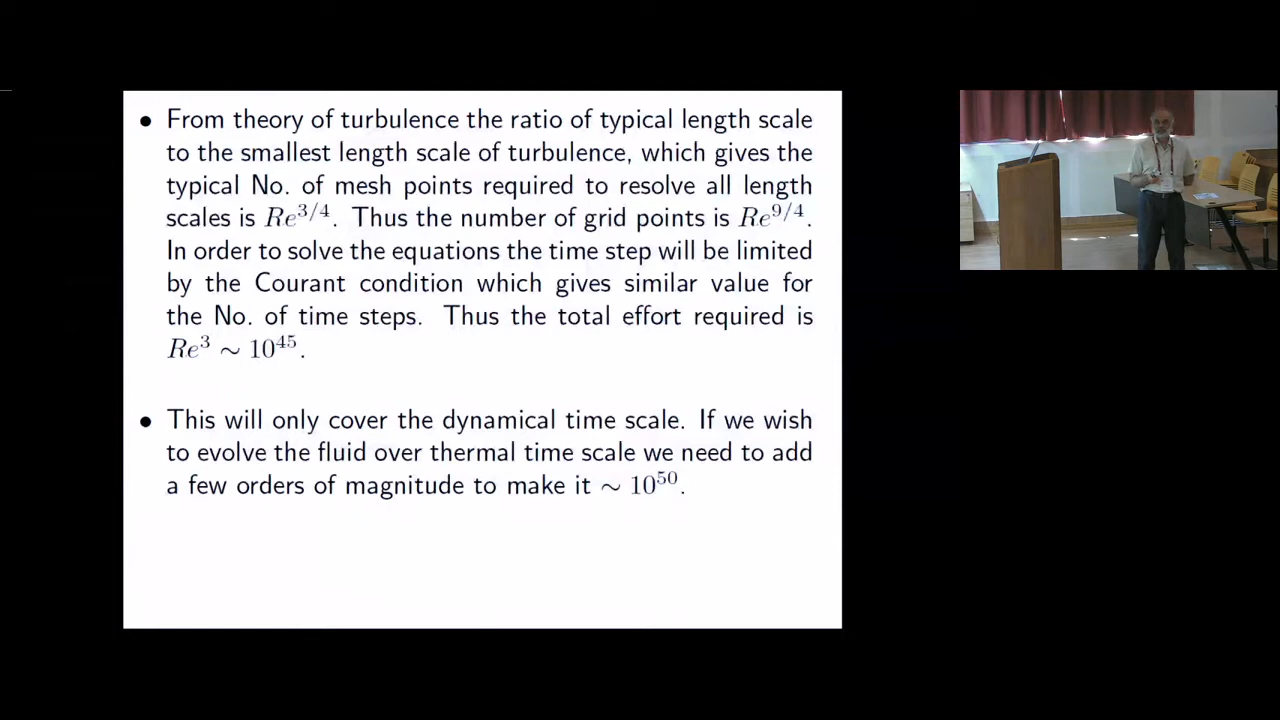 • From theory of turbulence the ratio of typical length scale
to the smallest length scale of turbulence, which gives the
typical No. of mesh points required to resolve all length
scales is Re^{3/4}. Thus the number of grid points is Re^{9/4}.
In order to solve the equations the time step will be limited
by the Courant condition which gives similar value for
the No. of time steps. Thus the total effort required is
Re^3 ∼ 10^{45}.
• This will only cover the dynamical time scale. If we wish
to evolve the fluid over thermal time scale we need to add
a few orders of magnitude to make it ∼ 10^{50}.